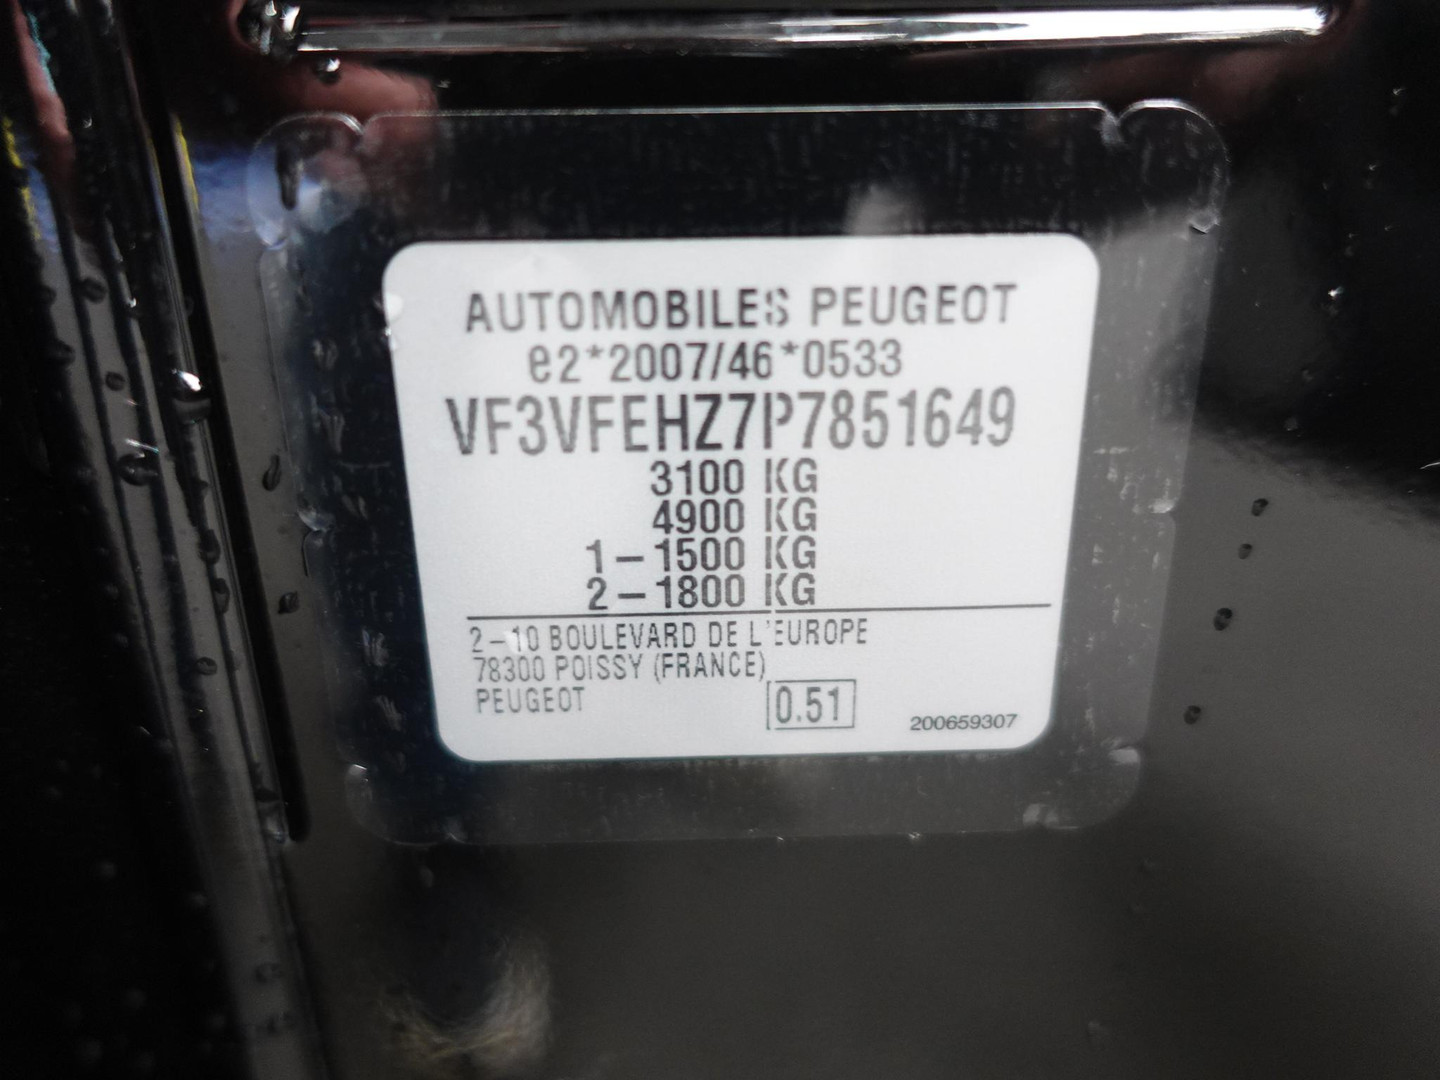 AUTOMOBILES PEUGEOT
e2*2007/46*0533
VF3VFEHZ7P7851649
3100 KG
4900 KG
1-1500 KG
2-1800 KG
2-10 BOULEVARD DE L'EUROPE
78300 POISSY (FRANCE)
PEUGEOT
0.51
200659307